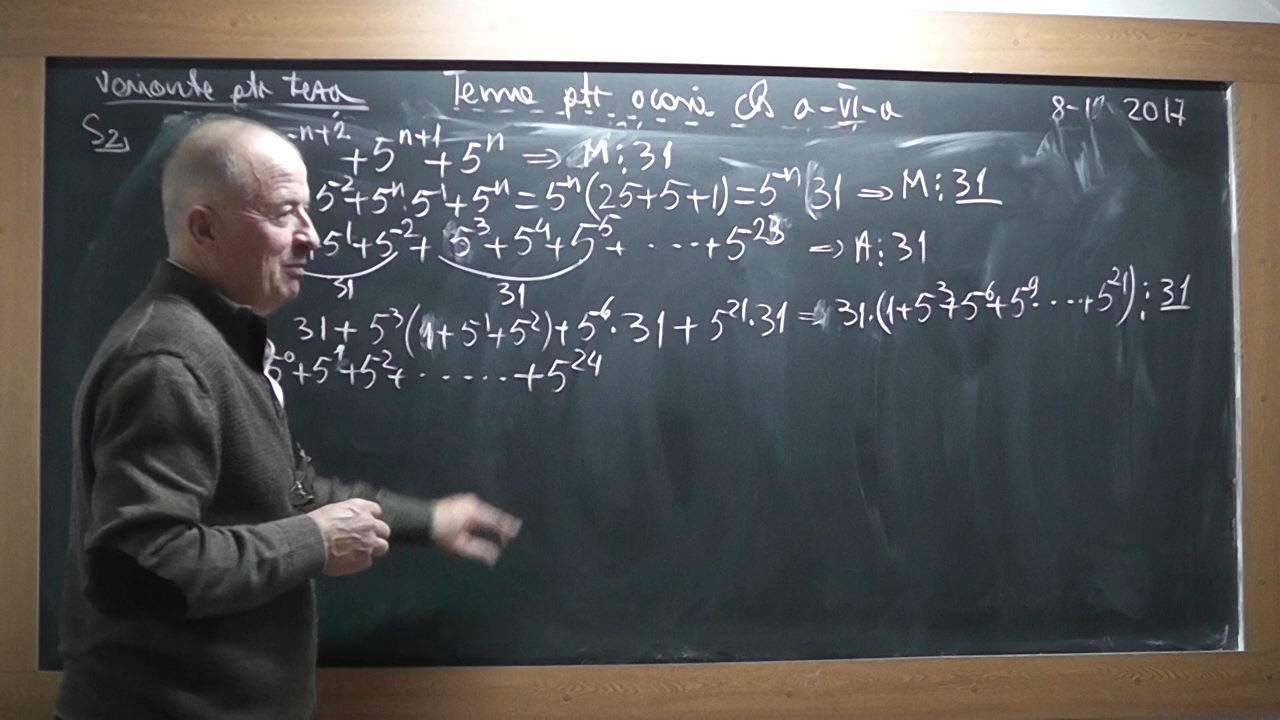 Variante ptr teza Tema ptr acasa cls a-VI-a 8-12 2017
S2,
n+2 +5^(n+1)+5^n => M⋮31
5^2+5^n·5^1+5^n=5^n(25+5+1)=5^n·31 => M⋮31
5^1+5^2+5^3+5^4+5^5+ ····+5^23 => A⋮31
31 31
31+5^3(1+5^1+5^2)+5^6·31+5^21·31=31·(1+5^3+5^6+5^9····+5^21)⋮31
5^0+5^1+5^2+······+5^24